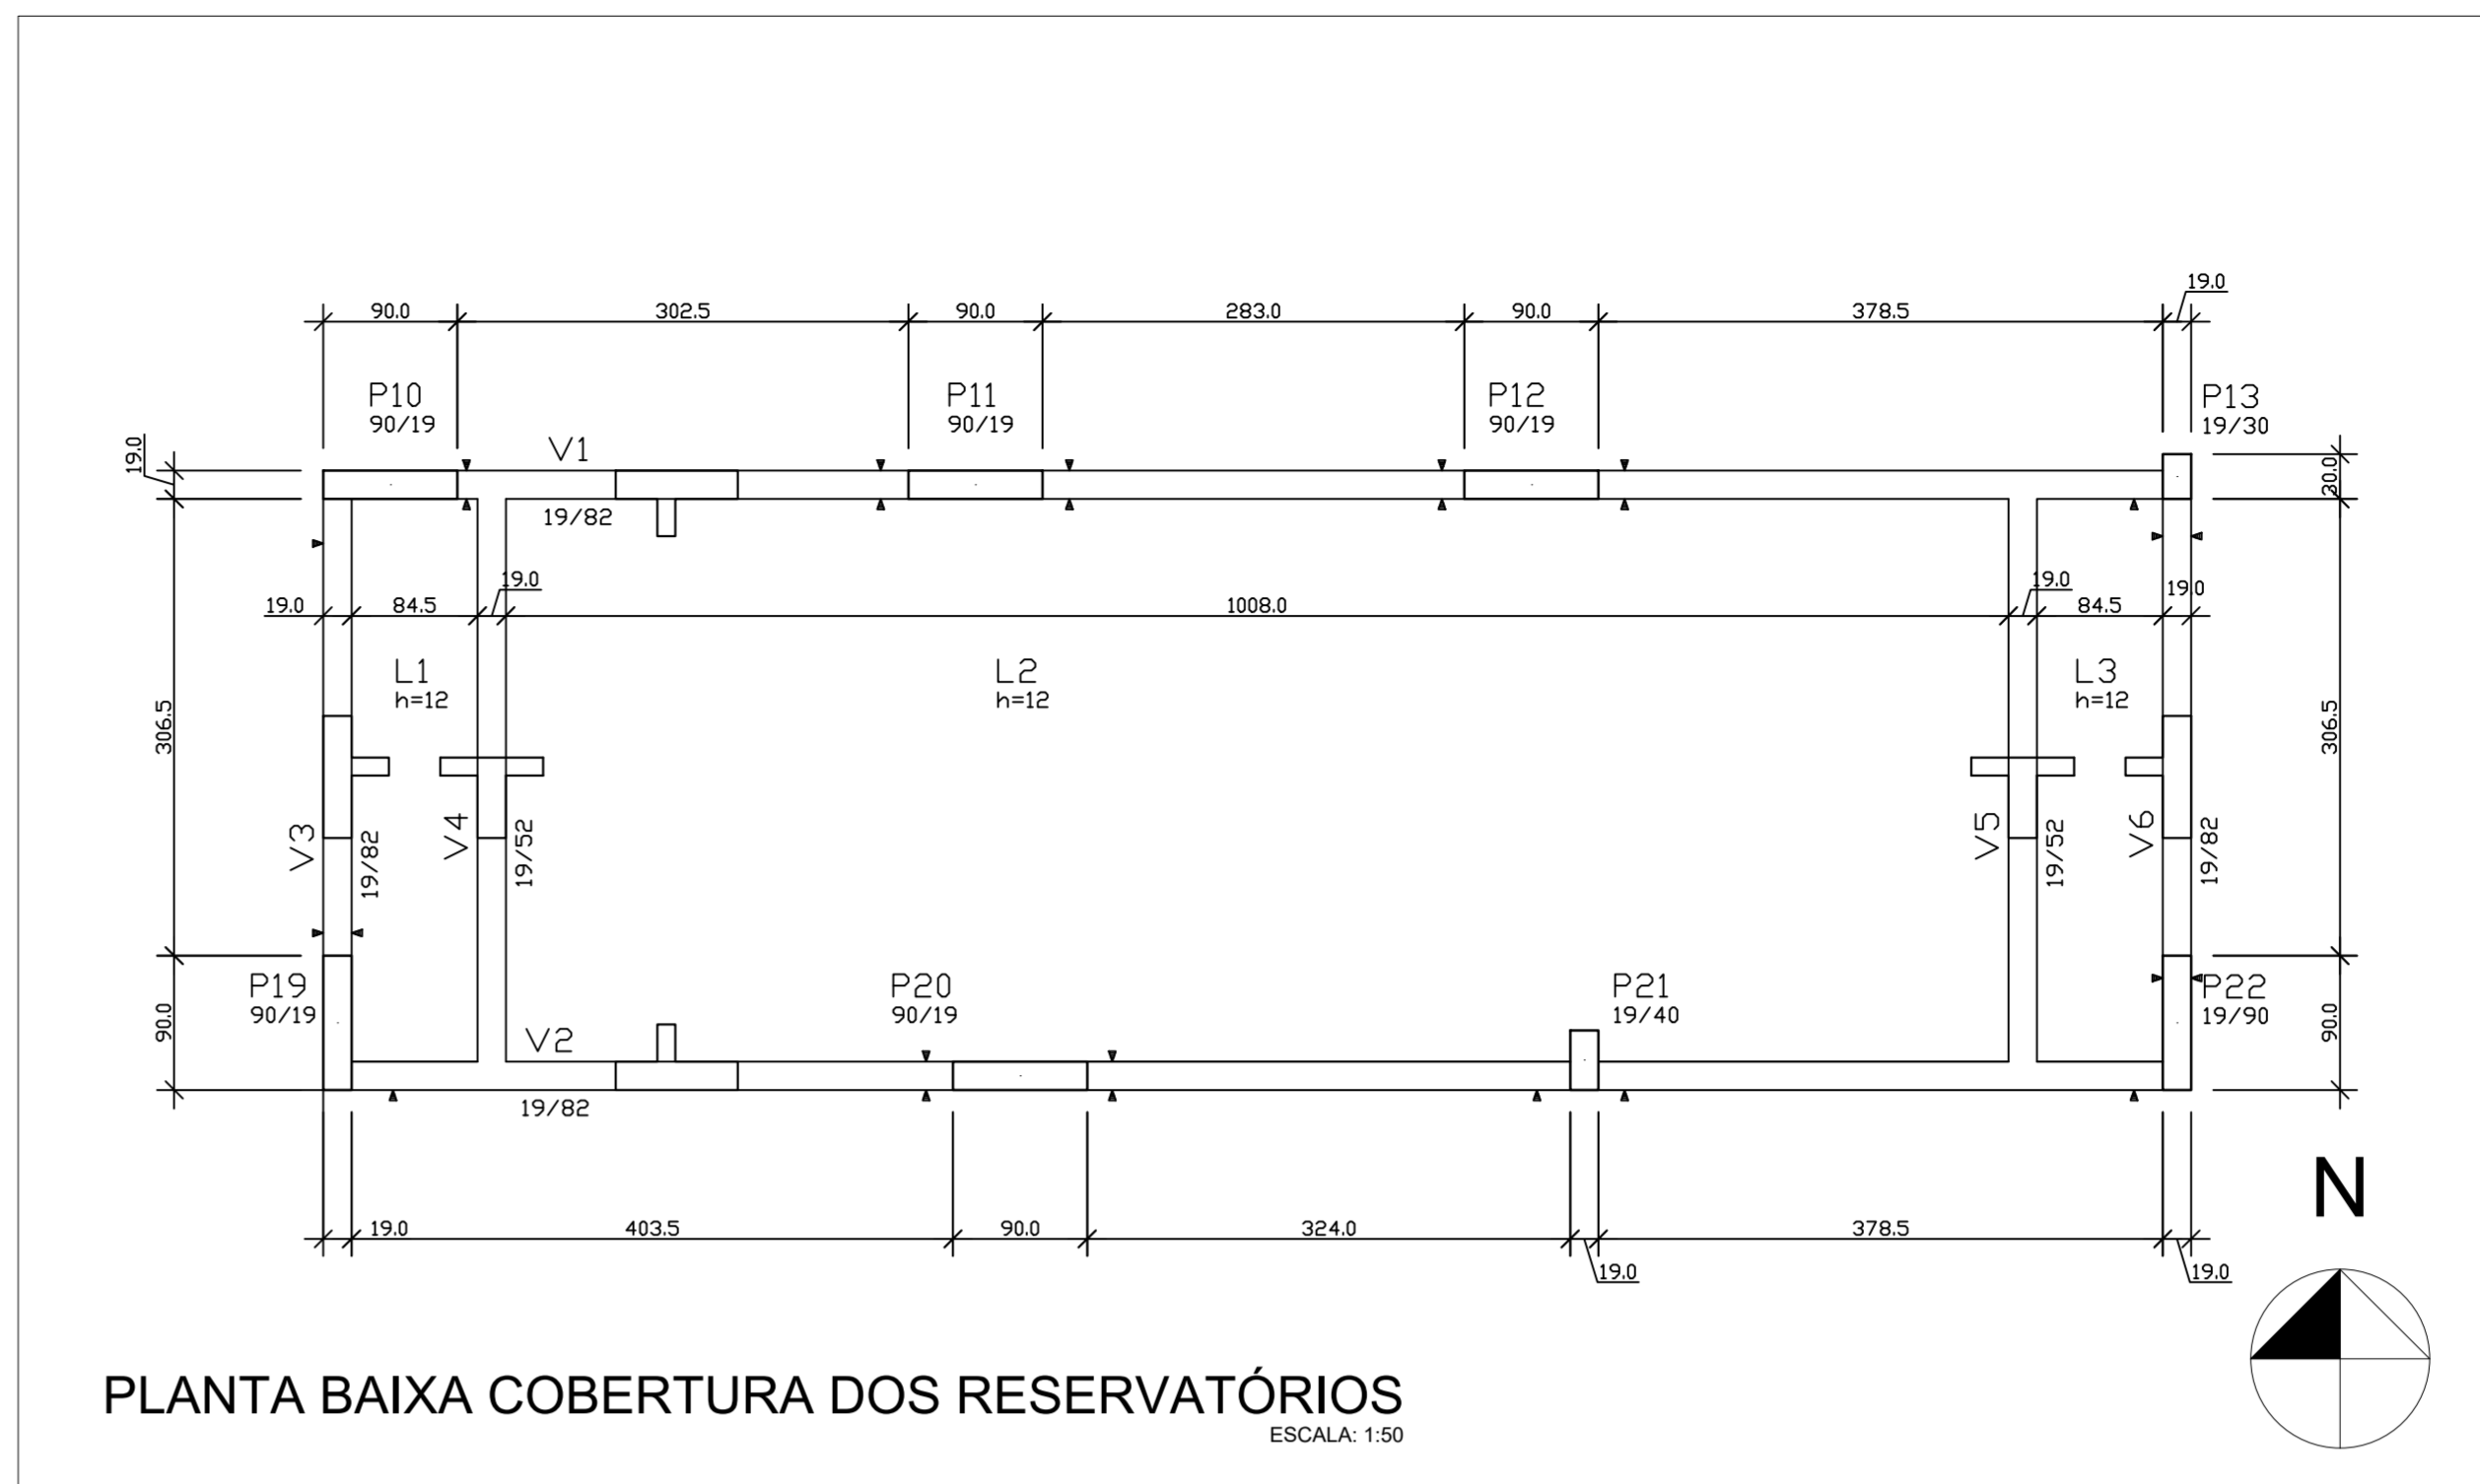 19.0
90.0
302.5
90.0
283.0
90.0
378.5
P10
90/19
P11
90/19
P12
90/19
P13
19/30
19.0
V1
19/82
30.0
19.0
19.0
19.0
84.5
1008.0
84.5
19.0
L1
h=12
L2
h=12
L3
h=12
306.5
306.5
V3
19/82
V4
19/52
V5
19/52
V6
19/82
P19
90/19
P20
90/19
P21
19/40
P22
19/90
90.0
90.0
V2
19/82
N
19.0
403.5
90.0
324.0
378.5
19.0
19.0
PLANTA BAIXA COBERTURA DOS RESERVATÓRIOS
ESCALA: 1:50